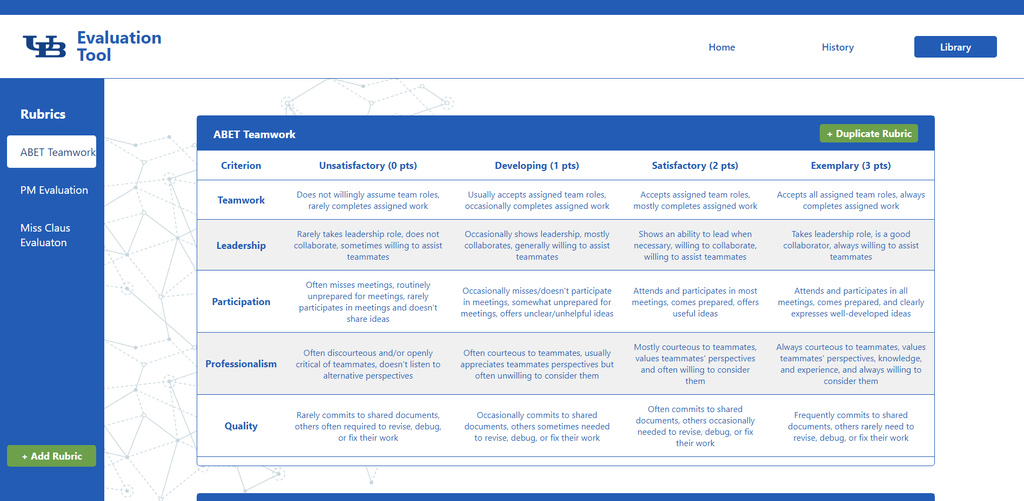 UB
Evaluation
Tool
Home
History
Library
Rubrics
ABET Teamwork
PM Evaluation
Miss Claus
Evaluaton
+ Add Rubric
ABET Teamwork
+ Duplicate Rubric
Criterion
Unsatisfactory (0 pts)
Developing (1 pts)
Satisfactory (2 pts)
Exemplary (3 pts)
Teamwork
Does not willingly assume team roles,
rarely completes assigned work
Usually accepts assigned team roles,
occasionally completes assigned work
Accepts assigned team roles,
mostly completes assigned work
Accepts all assigned team roles, always
completes assigned work
Leadership
Rarely takes leadership role, does not
collaborate, sometimes willing to assist
teammates
Occasionally shows leadership, mostly
collaborates, generally willing to assist
teammates
Shows an ability to lead when
necessary, willing to collaborate,
willing to assist teammates
Takes leadership role, is a good
collaborator, always willing to assist
teammates
Participation
Often misses meetings, routinely
unprepared for meetings, rarely
participates in meetings and doesn't
share ideas
Occasionally misses/doesn't participate
in meetings, somewhat unprepared for
meetings, offers unclear/unhelpful ideas
Attends and participates in most
meetings, comes prepared, offers
useful ideas
Attends and participates in all
meetings, comes prepared, and clearly
expresses well-developed ideas
Professionalism
Often discourteous and/or openly
critical of teammates, doesn't listen to
alternative perspectives
Often courteous to teammates, usually
appreciates teammates perspectives but
often unwilling to consider them
Mostly courteous to teammates,
values teammates' perspectives
and often willing to consider
them
Always courteous to teammates, values
teammates' perspectives, knowledge,
and experience, and always willing to
consider them
Quality
Rarely commits to shared documents,
others often required to revise, debug,
or fix their work
Occasionally commits to shared
documents, others sometimes needed
to revise, debug, or fix their work
Often commits to shared
documents, others occasionally
needed to revise, debug, or fix
their work
Frequently commits to shared
documents, others rarely need to
revise, debug, or fix their work